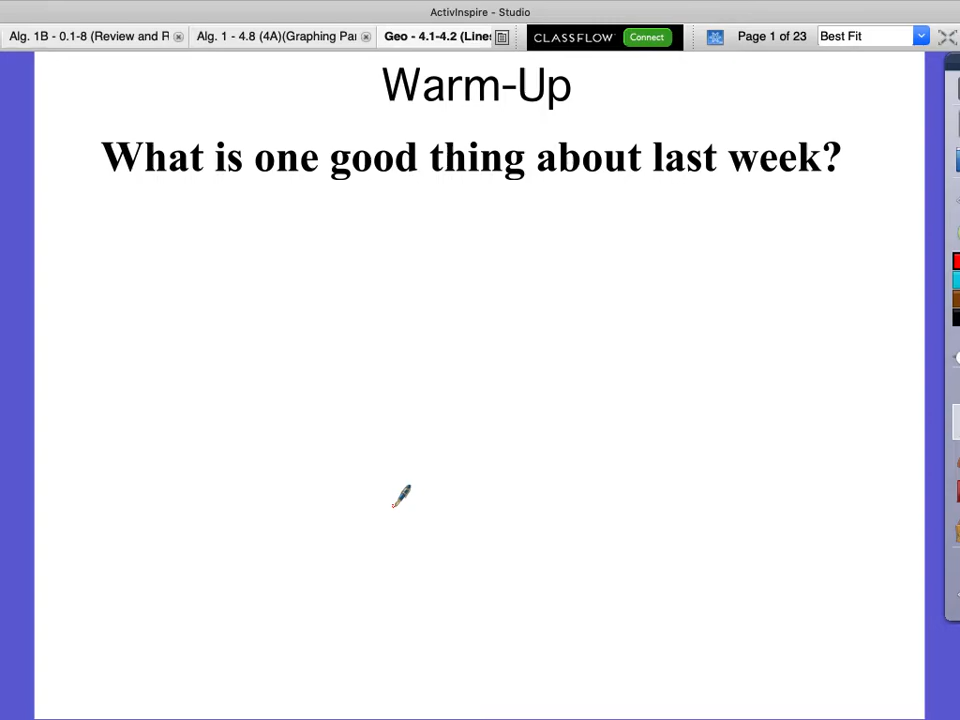 ActivInspire - Studio
Alg. 1B - 0.1-8 (Review and R
Alg. 1 - 4.8 (4A)(Graphing Par
Geo - 4.1-4.2 (Lines
CLASSFLOW
Connect
Page 1 of 23
Best Fit
Warm-Up
What is one good thing about last week?